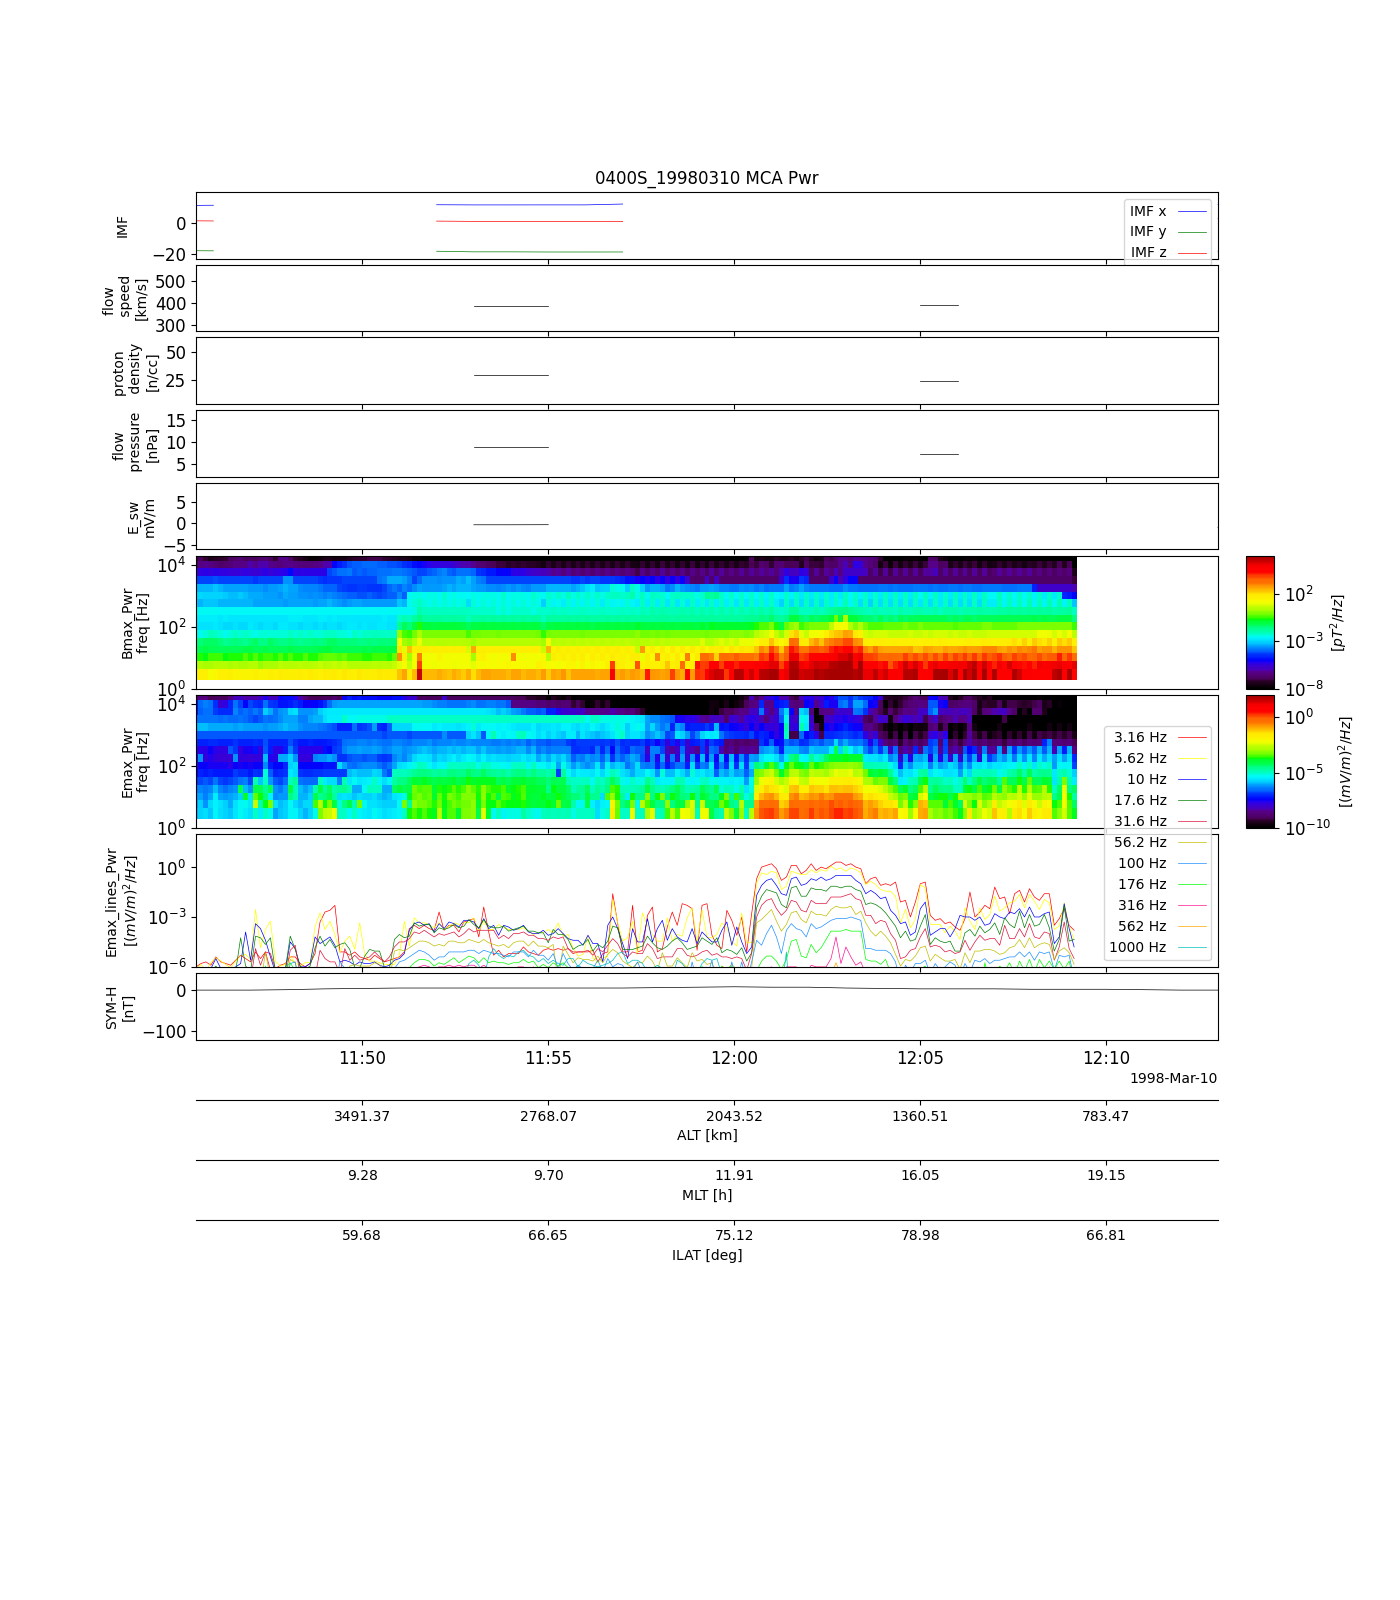 0400S_19980310 MCA Pwr
IMF
0
−20
IMF x
IMF y
IMF z
flow
speed
[km/s]
500
400
300
proton
density
[n/cc]
50
25
flow
pressure
[nPa]
15
10
5
E_sw
mV/m
5
0
−5
Bmax_Pwr
freq [Hz]
10^4
10^2
10^0
10^2
10^−3
10^−8
[pT^2/Hz]
Emax_Pwr
freq [Hz]
10^4
10^2
10^0
10^0
10^−5
10^−10
[(mV/m)^2/Hz]
3.16 Hz
5.62 Hz
10 Hz
17.6 Hz
31.6 Hz
56.2 Hz
100 Hz
176 Hz
316 Hz
562 Hz
1000 Hz
Emax_lines_Pwr
[(mV/m)^2/Hz]
10^0
10^−3
10^−6
SYM-H
[nT]
0
−100
11:50 11:55 12:00 12:05 12:10
1998-Mar-10
3491.37 2768.07 2043.52 1360.51 783.47
ALT [km]
9.28 9.70 11.91 16.05 19.15
MLT [h]
59.68 66.65 75.12 78.98 66.81
ILAT [deg]